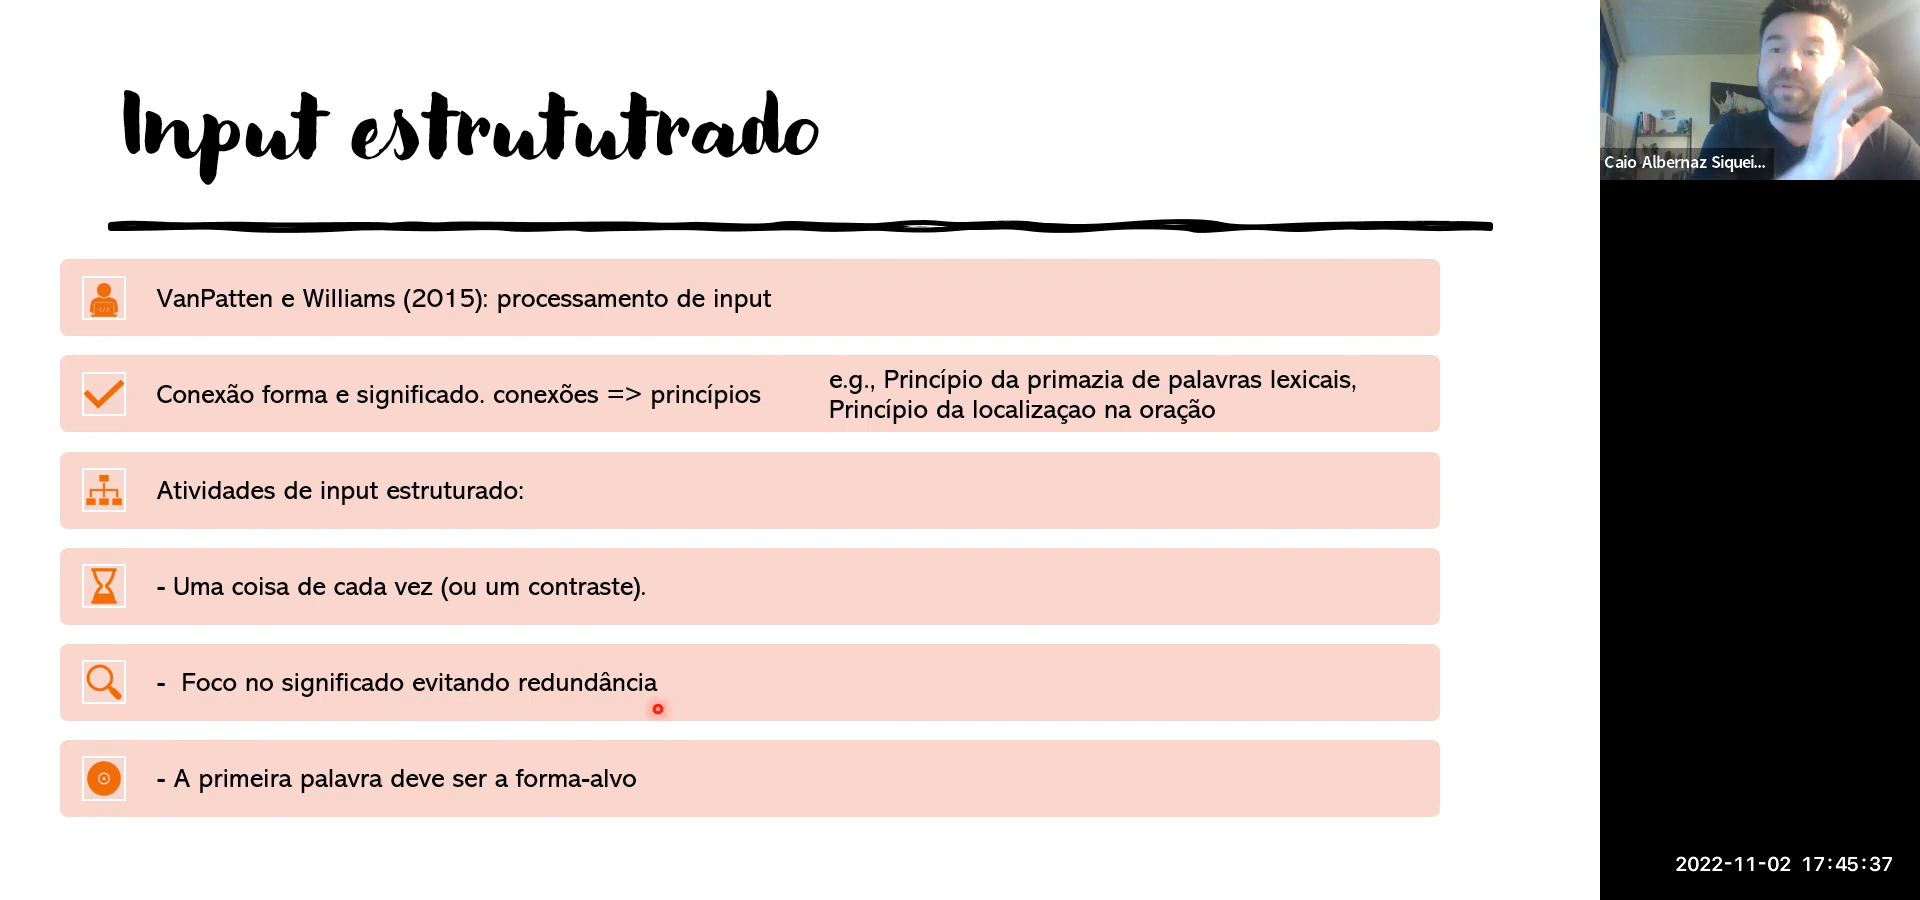 Input estrututrado
VanPatten e Williams (2015): processamento de input
Conexão forma e significado. conexões => princípios
e.g., Princípio da primazia de palavras lexicais,
Princípio da localizaçao na oração
Atividades de input estruturado:
- Uma coisa de cada vez (ou um contraste).
- Foco no significado evitando redundância
- A primeira palavra deve ser a forma-alvo
Caio Albernaz Siquei...
2022-11-02 17:45:37